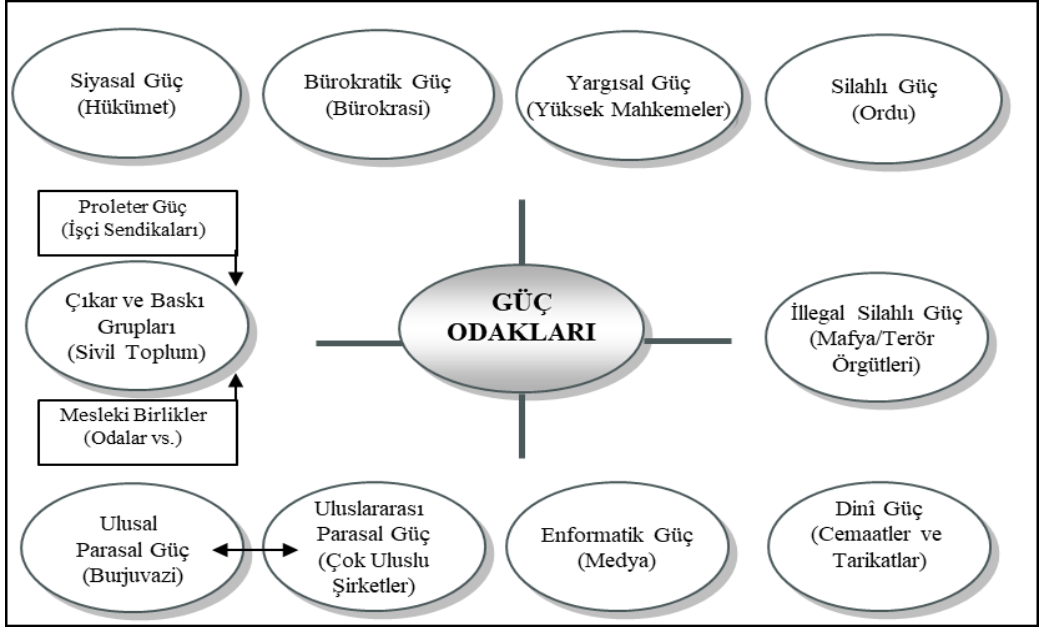 Siyasal Güç
(Hükümet)
Bürokratik Güç
(Bürokrasi)
Yargısal Güç
(Yüksek Mahkemeler)
Silahlı Güç
(Ordu)
Proleter Güç
(İşçi Sendikaları)
Çıkar ve Baskı
Grupları
(Sivil Toplum)
Mesleki Birlikler
(Odalar vs.)
GÜÇ
ODAKLARI
İllegal Silahlı Güç
(Mafya/Terör
Örgütleri)
Ulusal
Parasal Güç
(Burjuvazi)
Uluslararası
Parasal Güç
(Çok Uluslu
Şirketler)
Enformatik Güç
(Medya)
Dinî Güç
(Cemaatler ve
Tarikatlar)